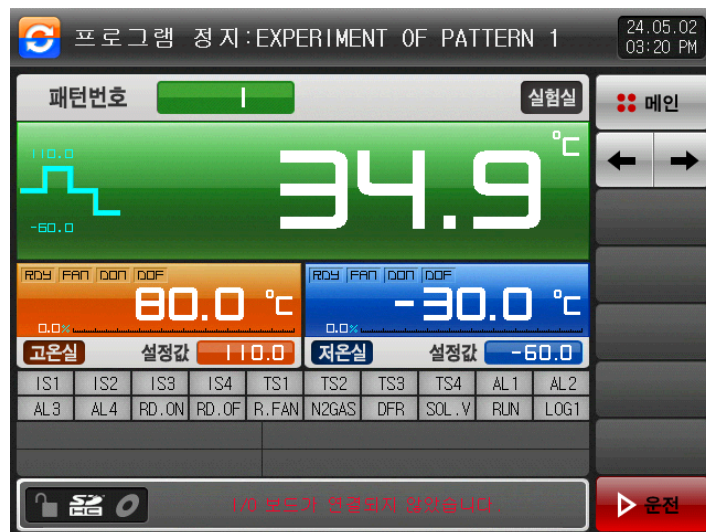 프로그램 정지:EXPERIMENT OF PATTERN 1
24.05.02
03:20 PM
패턴번호 1 실험실
메인
110.0
-60.0
34.9 °C
RDY FAN DON DOF
80.0 °C
0.0%
RDY FAN DON DOF
-30.0 °C
0.0%
고온실 설정값 110.0
저온실 설정값 -60.0
IS1 IS2 IS3 IS4 TS1 TS2 TS3 TS4 AL1 AL2
AL3 AL4 RD.ON RD.OF R.FAN N2GAS DFR SOL.V RUN LOG1
I/O 보드가 연결되지 않았습니다.
운전